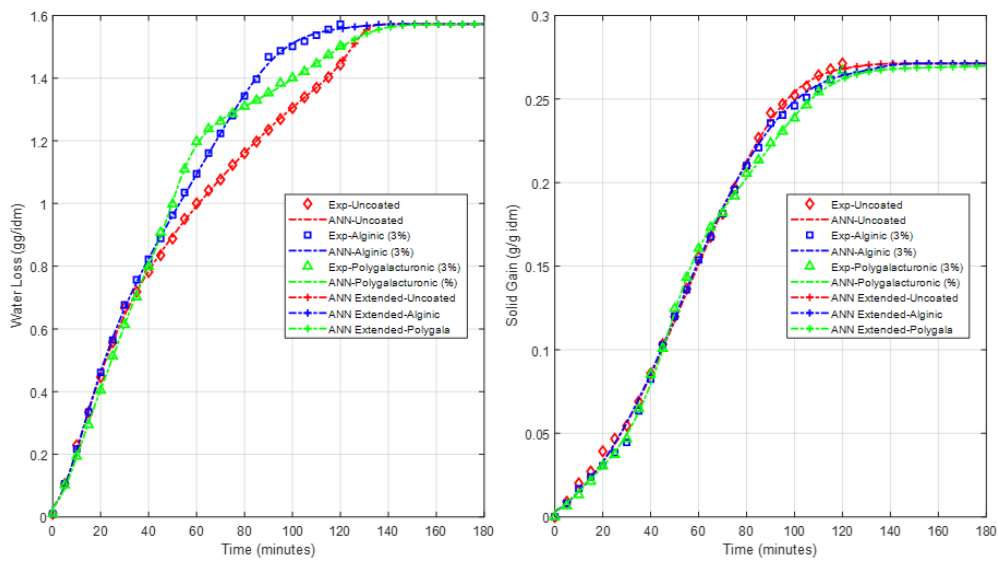 1.6
1.4
1.2
1
0.8
0.6
0.4
0.2
0
Water Loss (gg/idm)
0 20 40 60 80 100 120 140 160 180
Time (minutes)
Exp-Uncoated
ANN-Uncoated
Exp-Alginic (3%)
ANN-Alginic (3%)
Exp-Polygalacturonic (3%)
ANN-Polygalacturonic (%)
ANN Extended-Uncoated
ANN Extended-Alginic
ANN Extended-Polygala
0.3
0.25
0.2
0.15
0.1
0.05
0
Solid Gain (g/g idm)
0 20 40 60 80 100 120 140 160 180
Time (minutes)
Exp-Uncoated
ANN-Uncoated
Exp-Alginic (3%)
ANN-Alginic (3%)
Exp-Polygalacturonic (3%)
ANN-Polygalacturonic (%)
ANN Extended-Uncoated
ANN Extended-Alginic
ANN Extended-Polygala